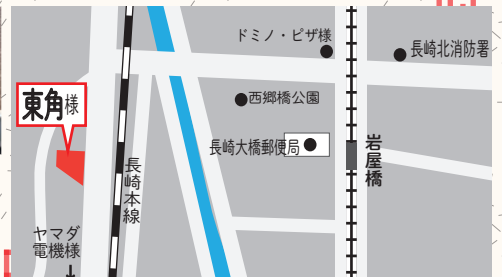 ドミノ・ピザ様
長崎北消防署
東角様
西郷橋公園
長崎大橋郵便局
岩屋橋
長崎本線
ヤマダ
電機様